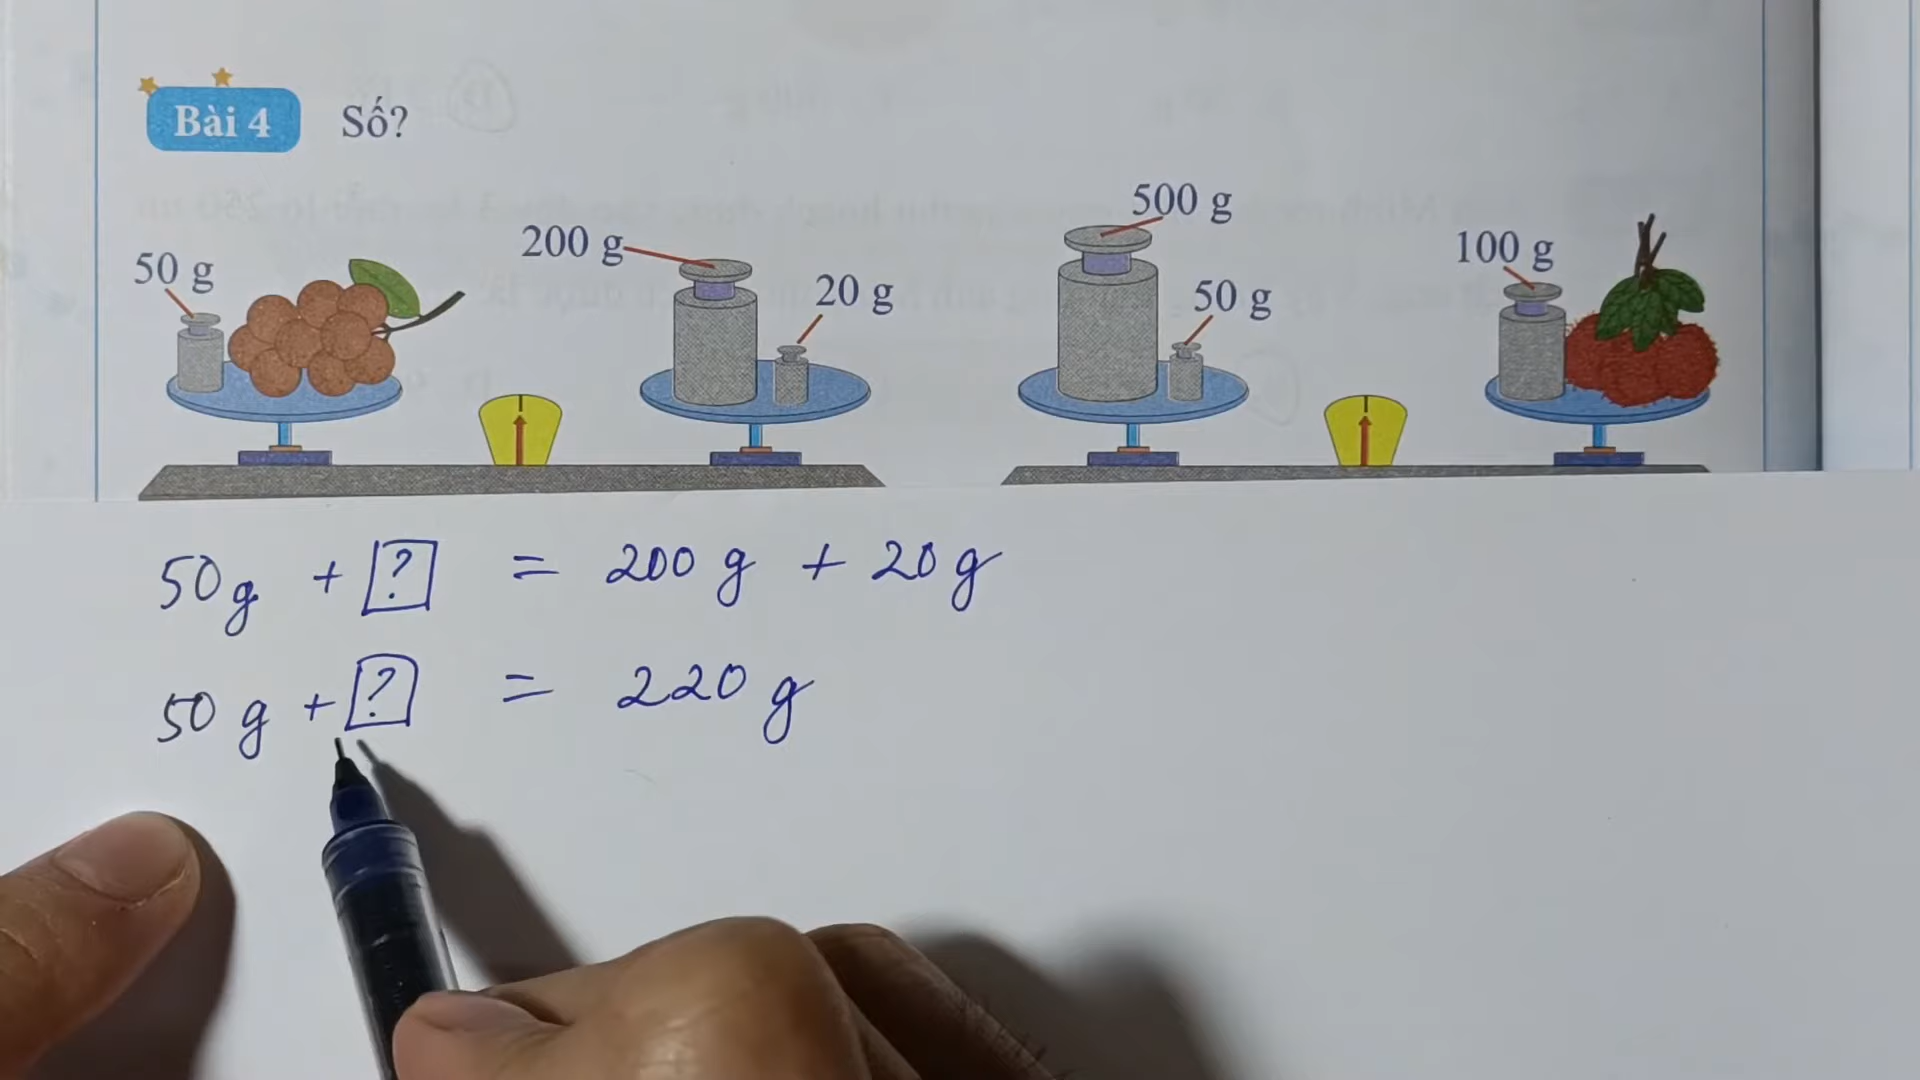 Bài 4 Số?
50 g
200 g
20 g
500 g
50 g
100 g
50g + ? = 200 g + 20 g
50 g + ? = 220 g